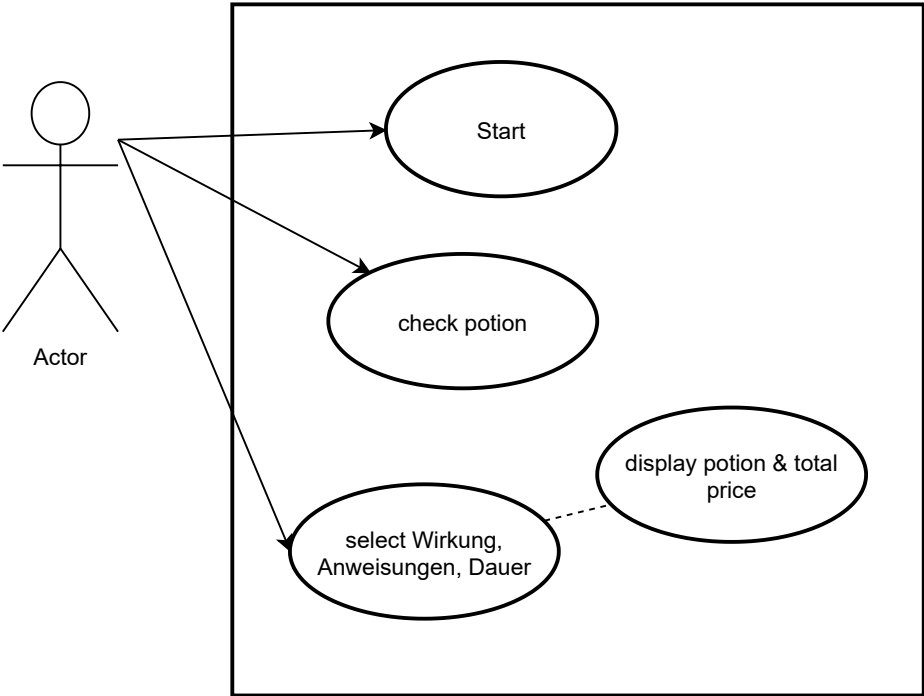 Start
check potion
Actor
display potion & total
price
select Wirkung,
Anweisungen, Dauer